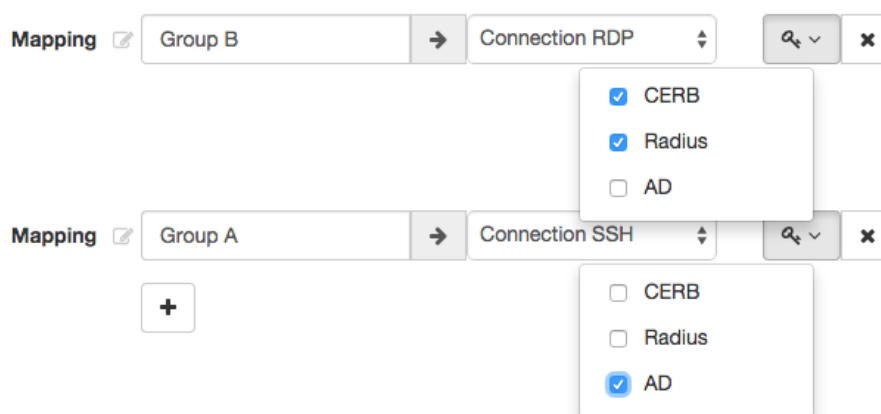 Mapping Group B Connection RDP
CERB
Radius
AD
Mapping Group A Connection SSH
CERB
Radius
AD